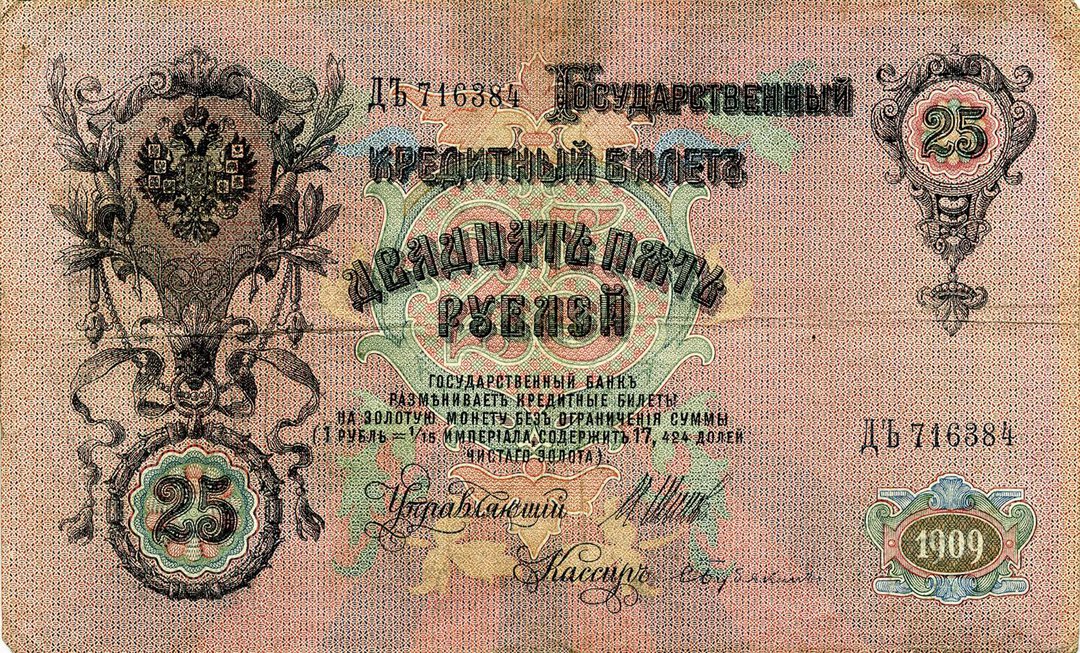 ДЪ 716384
Государственный
25
Кредитный Билетъ
25
Двадцать пять
рублей
ГОСУДАРСТВЕННЫЙ БАНКЪ
РАЗМѢНИВАЕТЪ КРЕДИТНЫЕ БИЛЕТЫ
НА ЗОЛОТУЮ МОНЕТУ БЕЗЪ ОГРАНИЧЕНІЯ СУММЫ
(1 РУБЛЬ = 1/15 ИМПЕРІАЛА, СОДЕРЖИТЪ 17,424 ДОЛЕЙ
ЧИСТАГО ЗОЛОТА)
ДЪ 716384
25
Управляющій
1909
Кассиръ